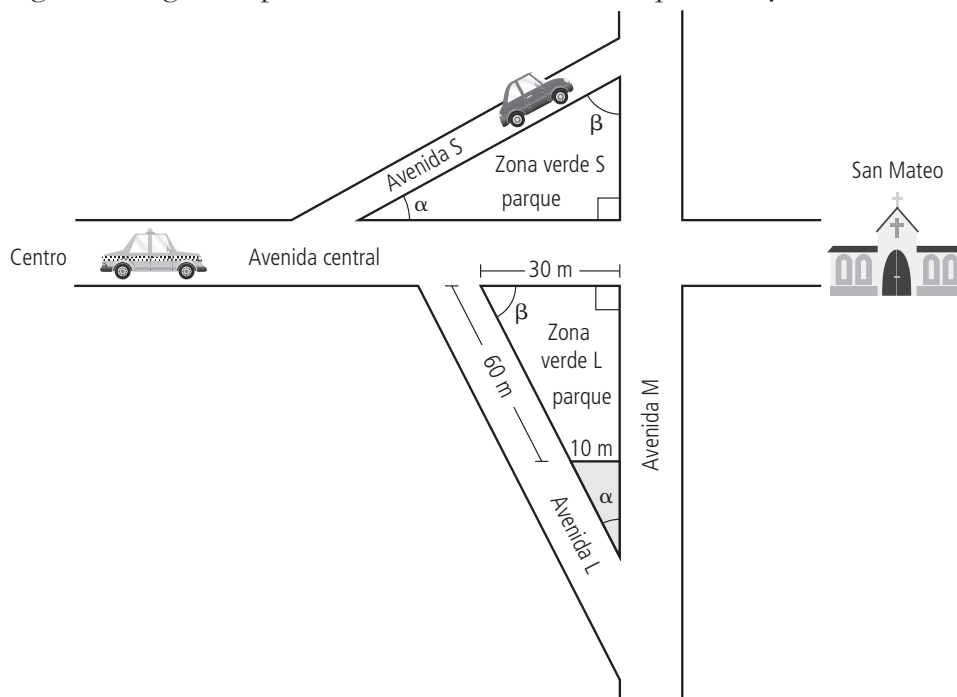 Avenida S
β
Zona verde S
parque
α
San Mateo
Centro
Avenida central
30 m
β
Zona
verde L
parque
60 m
Avenida M
10 m
α
Avenida L